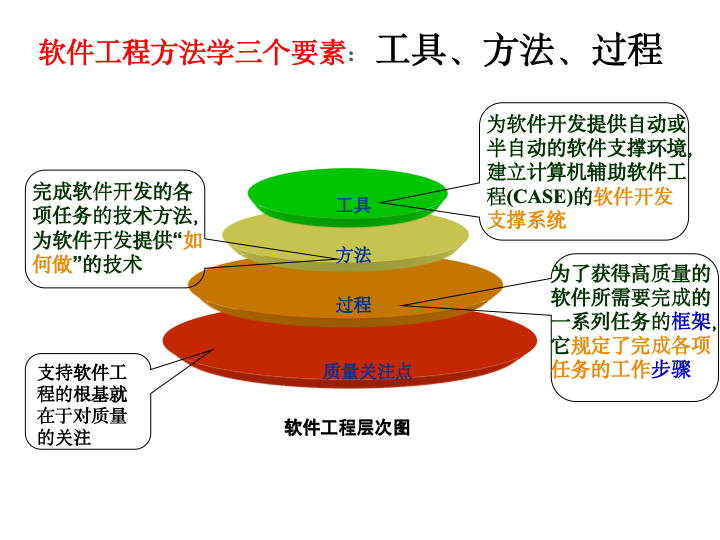 软件工程方法学三个要素：工具、方法、过程
为软件开发提供自动或
半自动的软件支撑环境,
建立计算机辅助软件工
程(CASE)的软件开发
支撑系统
完成软件开发的各
项任务的技术方法,
为软件开发提供“如
何做”的技术
工具
方法
过程
质量关注点
为了获得高质量的
软件所需要完成的
一系列任务的框架,
它规定了完成各项
任务的工作步骤
支持软件工
程的根基就
在于对质量
的关注
软件工程层次图